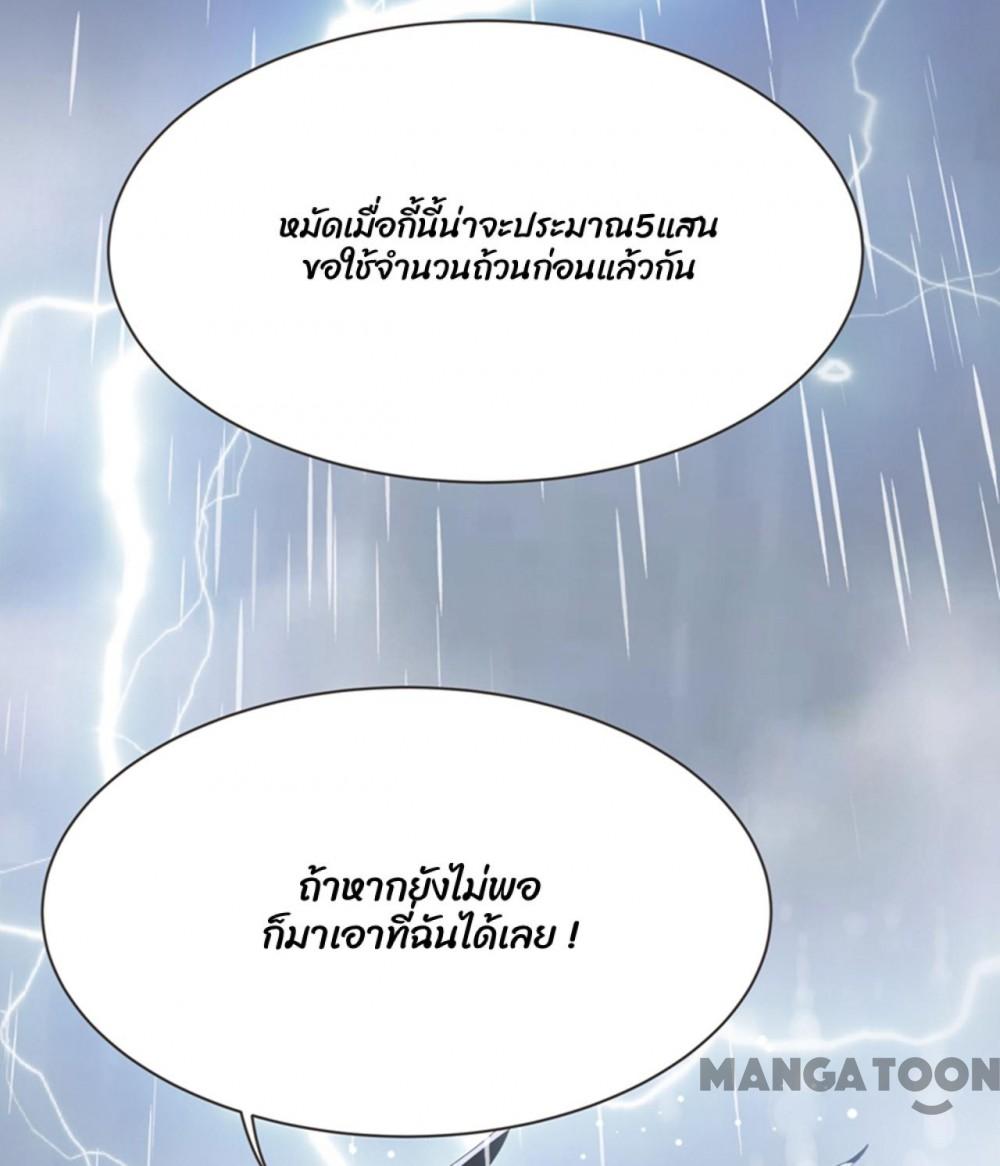 หมัดเมื่อกี้นี้น่าจะประมาณ5แสน
ขอใช้จำนวนถ้วนก่อนแล้วกัน
ถ้าหากยังไม่พอ
ก็มาเอาที่ฉันได้เลย !
MANGATOON